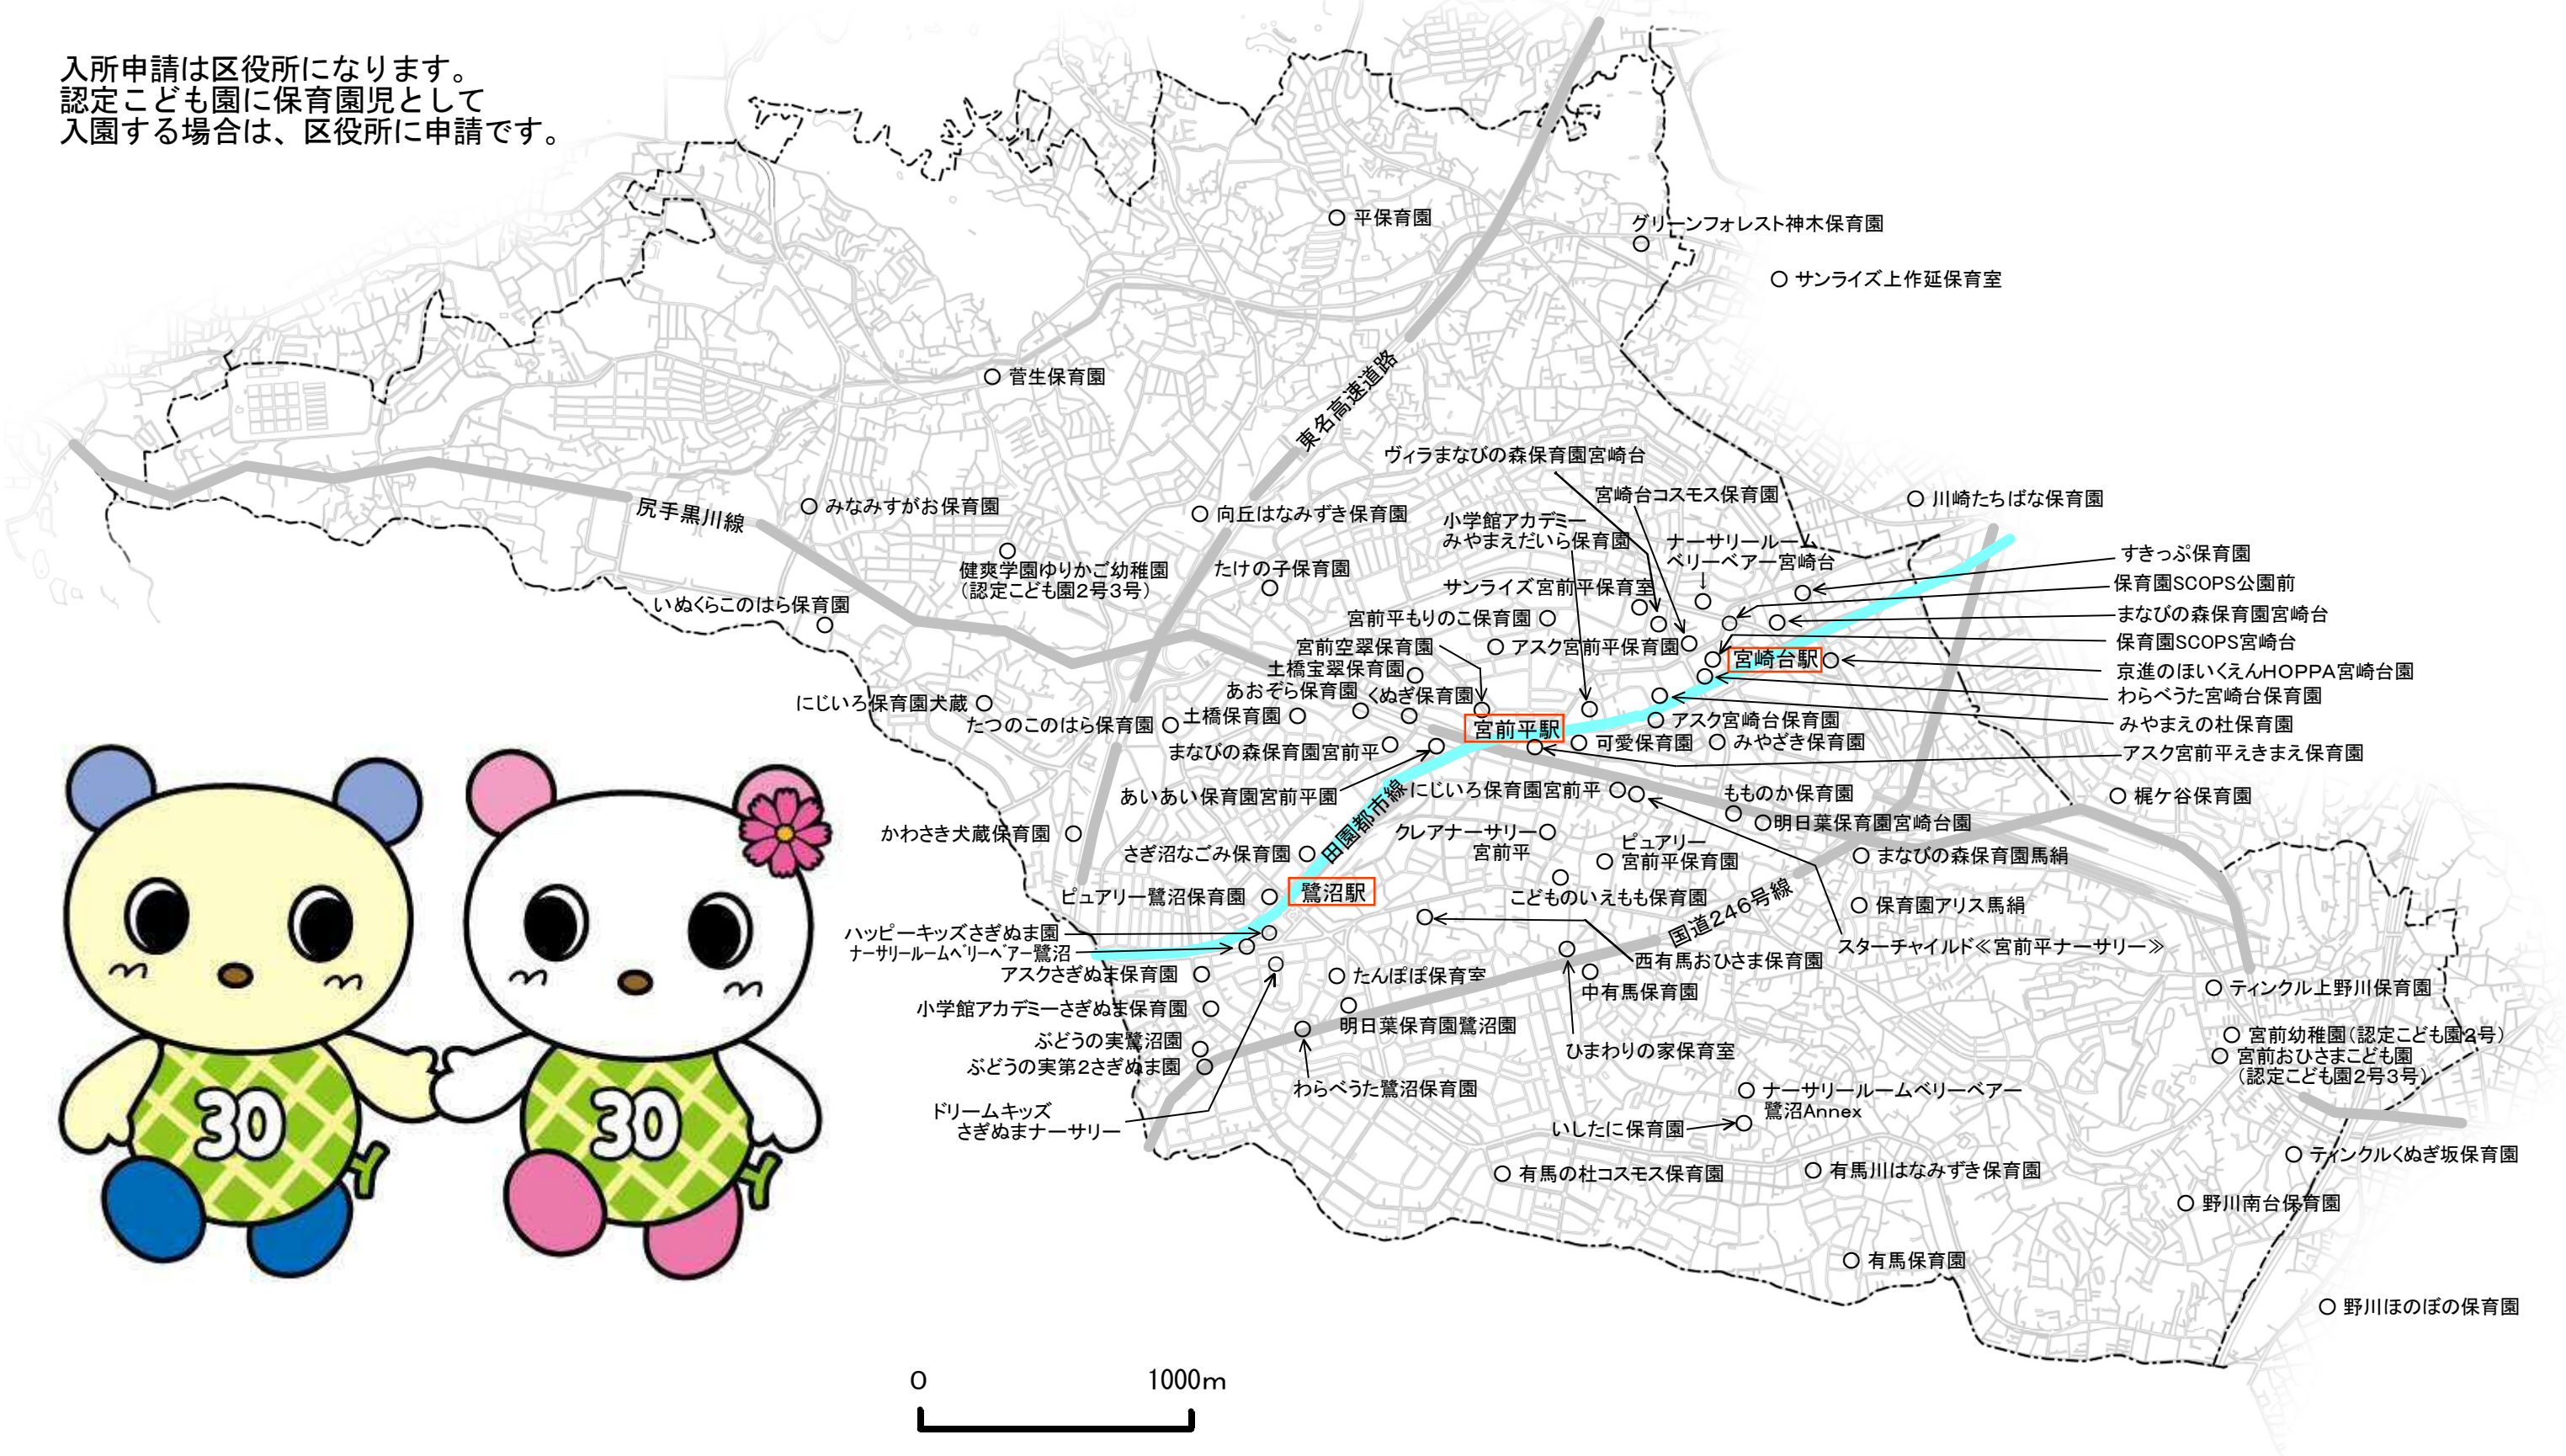 入所申請は区役所になります。
認定こども園に保育園児として
入園する場合は、区役所に申請です。
平保育園
グリーンフォレスト神木保育園
サンライズ上作延保育室
菅生保育園
東名高速道路
ヴィラまなびの森保育園宮崎台
宮崎台コスモス保育園
川崎たちばな保育園
尻手黒川線
みなみすがお保育園
向丘はなみずき保育園
小学館アカデミー
みやまえだいら保育園
ナーサリールーム
ベリーベアー宮崎台
すきっぷ保育園
健爽学園ゆりかご幼稚園
（認定こども園2号3号）
たけの子保育園
サンライズ宮前平保育室
保育園SCOPS公園前
いぬくらこのはら保育園
宮前平もりのこ保育園
まなびの森保育園宮崎台
宮前空翠保育園
アスク宮前平保育園
保育園SCOPS宮崎台
土橋宝翠保育園
宮崎台駅
京進のほいくえんHOPPA宮崎台園
あおぞら保育園
くぬぎ保育園
わらべうた宮崎台保育園
にじいろ保育園犬蔵
たつのこのはら保育園
土橋保育園
宮前平駅
アスク宮崎台保育園
みやまえの杜保育園
まなびの森保育園宮前平
可愛保育園
みやざき保育園
アスク宮前平えきまえ保育園
あいあい保育園宮前平園
田園都市線
にじいろ保育園宮前平
もものか保育園
梶ケ谷保育園
かわさき犬蔵保育園
クレアナーサリー
宮前平
明日葉保育園宮崎台園
さぎ沼なごみ保育園
ピュアリー
宮前平保育園
まなびの森保育園馬絹
ピュアリー鷺沼保育園
鷺沼駅
こどものいえもも保育園
国道246号線
保育園アリス馬絹
ハッピーキッズさぎぬま園
ナーサリールームベリーベアー鷺沼
スターチャイルド≪宮前平ナーサリー≫
アスクさぎぬま保育園
たんぽぽ保育室
西有馬おひさま保育園
中有馬保育園
ティンクル上野川保育園
小学館アカデミーさぎぬま保育園
明日葉保育園鷺沼園
宮前幼稚園（認定こども園2号）
ぶどうの実鷺沼園
ひまわりの家保育室
宮前おひさまこども園
（認定こども園2号3号）
ぶどうの実第2さぎぬま園
わらべうた鷺沼保育園
ナーサリールームベリーベアー
鷺沼Annex
ドリームキッズ
さぎぬまナーサリー
いしたに保育園
ティンクルくぬぎ坂保育園
有馬の杜コスモス保育園
有馬川はなみずき保育園
野川南台保育園
有馬保育園
野川ほのぼの保育園
30
30
0 1000m